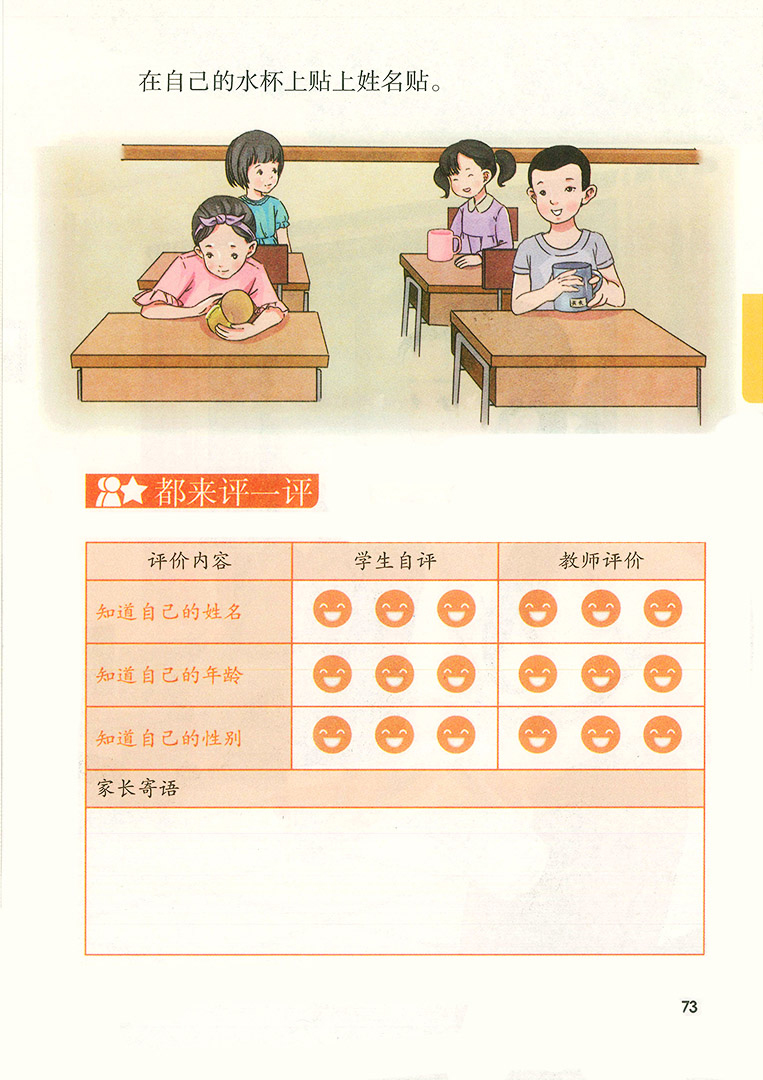 在自己的水杯上贴上姓名贴。
都来评一评
评价内容 学生自评 教师评价
知道自己的姓名
知道自己的年龄
知道自己的性别
家长寄语
73